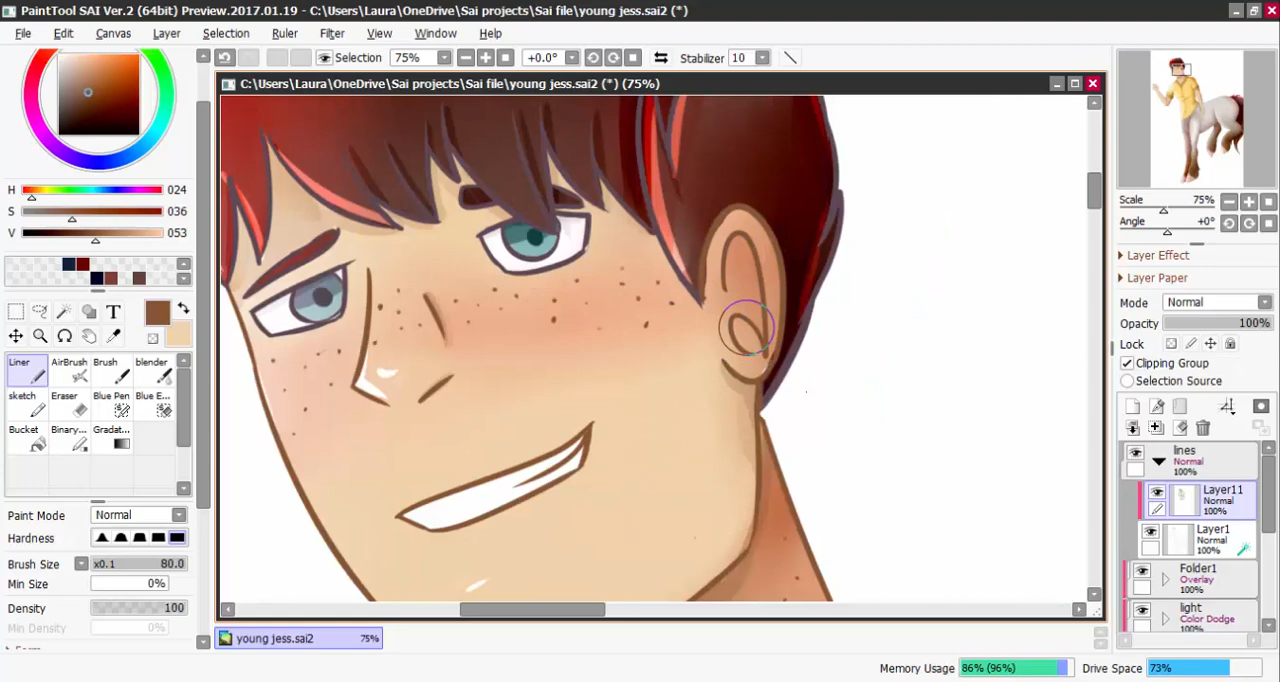 PaintTool SAI Ver.2 (64bit) Preview.2017.01.19 - C:\Users\Laura\OneDrive\Sai projects\Sai file\young jess.sai2 (*)
File Edit Canvas Layer Selection Ruler Filter View Window Help
Selection 75% +0.0° Stabilizer 10
C:\Users\Laura\OneDrive\Sai projects\Sai file\young jess.sai2 (*) (75%)
H 024
S 036
V 053
T
Liner AirBrush Brush blender
sketch Eraser Blue Pen Blue E...
Bucket Binary... Gradat...
Paint Mode Normal
Hardness
Brush Size x0.1 80.0
Min Size 0%
Density 100
Min Density 0%
Scale 75%
Angle +0°
Layer Effect
Layer Paper
Mode Normal
Opacity 100%
Lock
Clipping Group
Selection Source
lines
Normal
100%
Layer11
Normal
100%
Layer1
Normal
100%
Folder1
Overlay
100%
light
Color Dodge
100%
young jess.sai2 75%
Memory Usage 86% (96%) Drive Space 73%